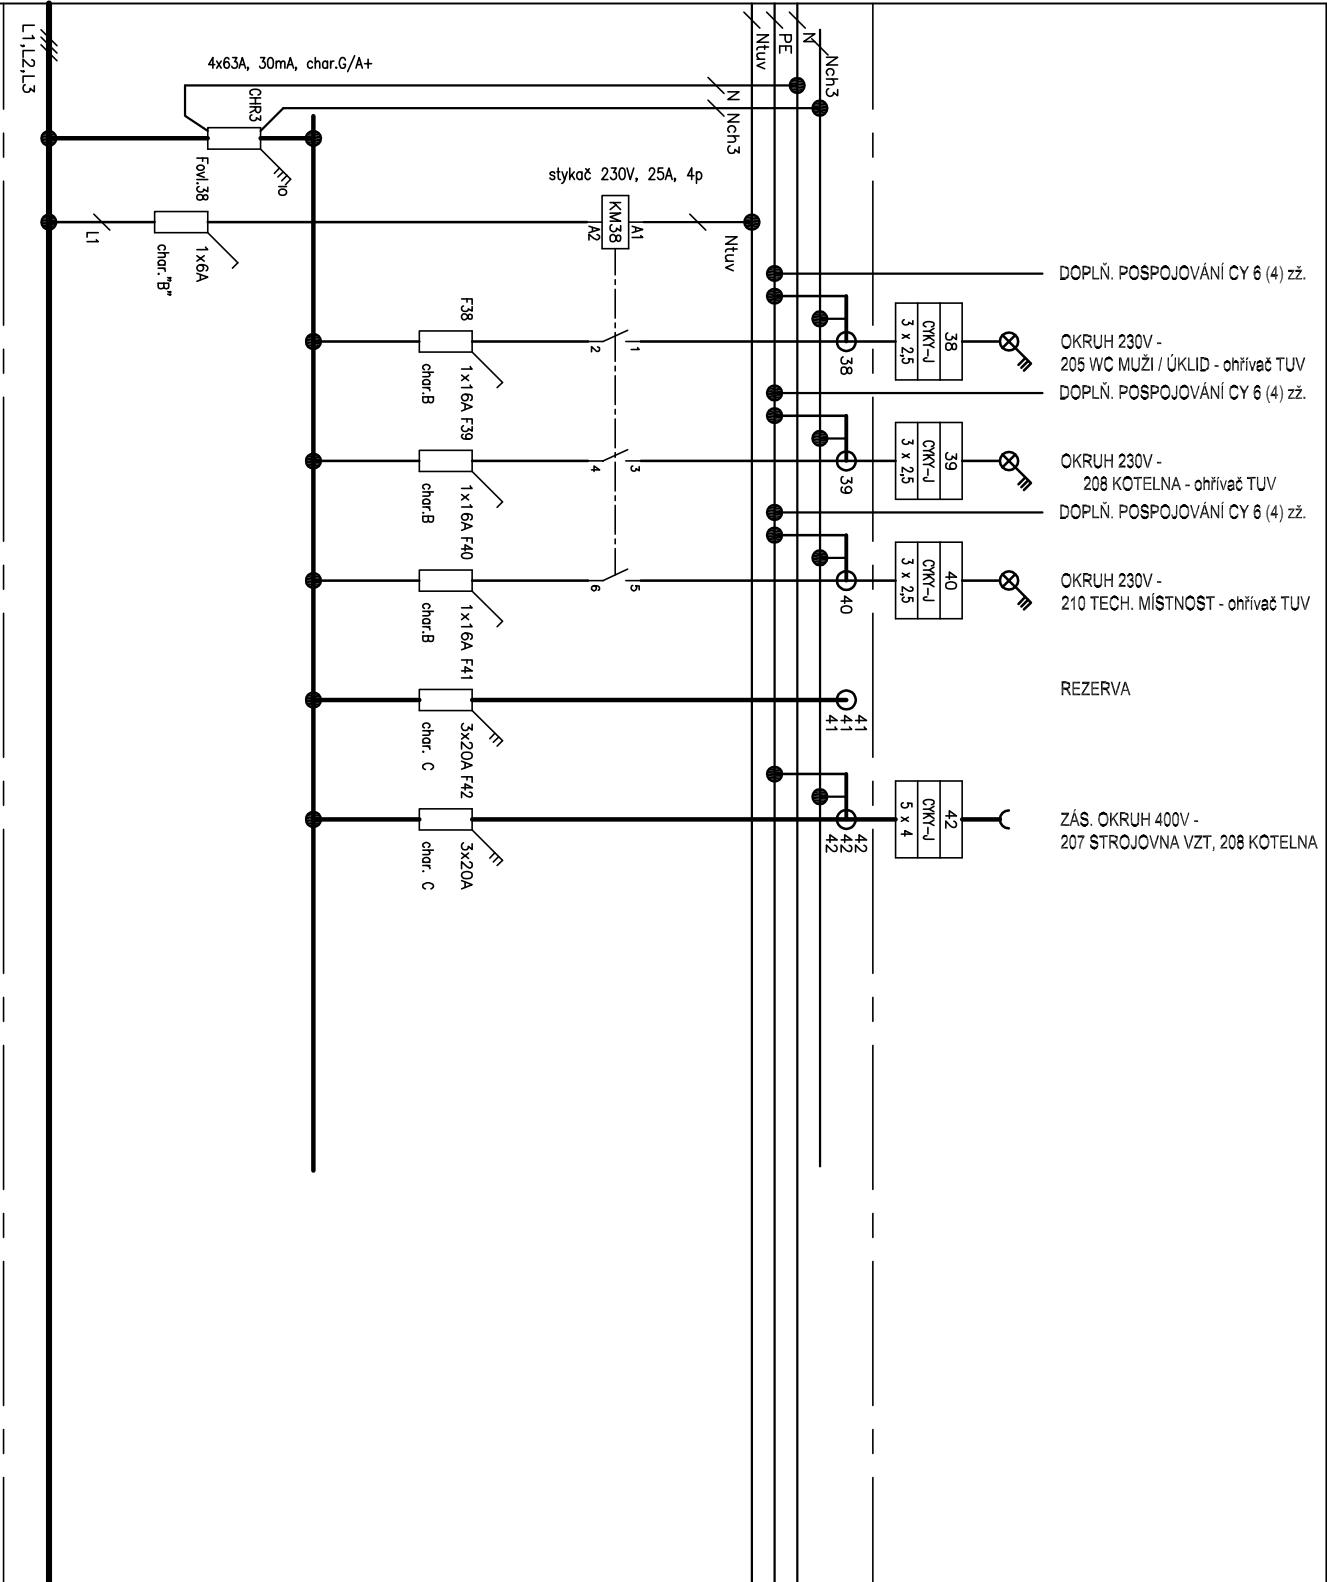 L1,L2,L3
4x63A, 30mA, char.G/A+
CHR3
10
Fovl.38
1x6A
char."B"
L1
N
Nch3
Ntuv
PE
N
Nch3
stykač 230V, 25A, 4p
KM38
A1
A2
Ntuv
DOPLŇ. POSPOJOVÁNÍ CY 6 (4) zž.
F38
1x16A
char.B
1
2
38
38
CYKY-J
3 x 2,5
OKRUH 230V -
205 WC MUŽI / ÚKLID - ohřívač TUV
DOPLŇ. POSPOJOVÁNÍ CY 6 (4) zž.
F39
1x16A
char.B
3
4
39
39
CYKY-J
3 x 2,5
OKRUH 230V -
208 KOTELNA - ohřívač TUV
DOPLŇ. POSPOJOVÁNÍ CY 6 (4) zž.
F40
1x16A
char.B
5
6
40
40
CYKY-J
3 x 2,5
OKRUH 230V -
210 TECH. MÍSTNOST - ohřívač TUV
F41
3x20A
char. C
41
41
41
REZERVA
F42
3x20A
char. C
42
42
42
42
CYKY-J
5 x 4
ZÁS. OKRUH 400V -
207 STROJOVNA VZT, 208 KOTELNA